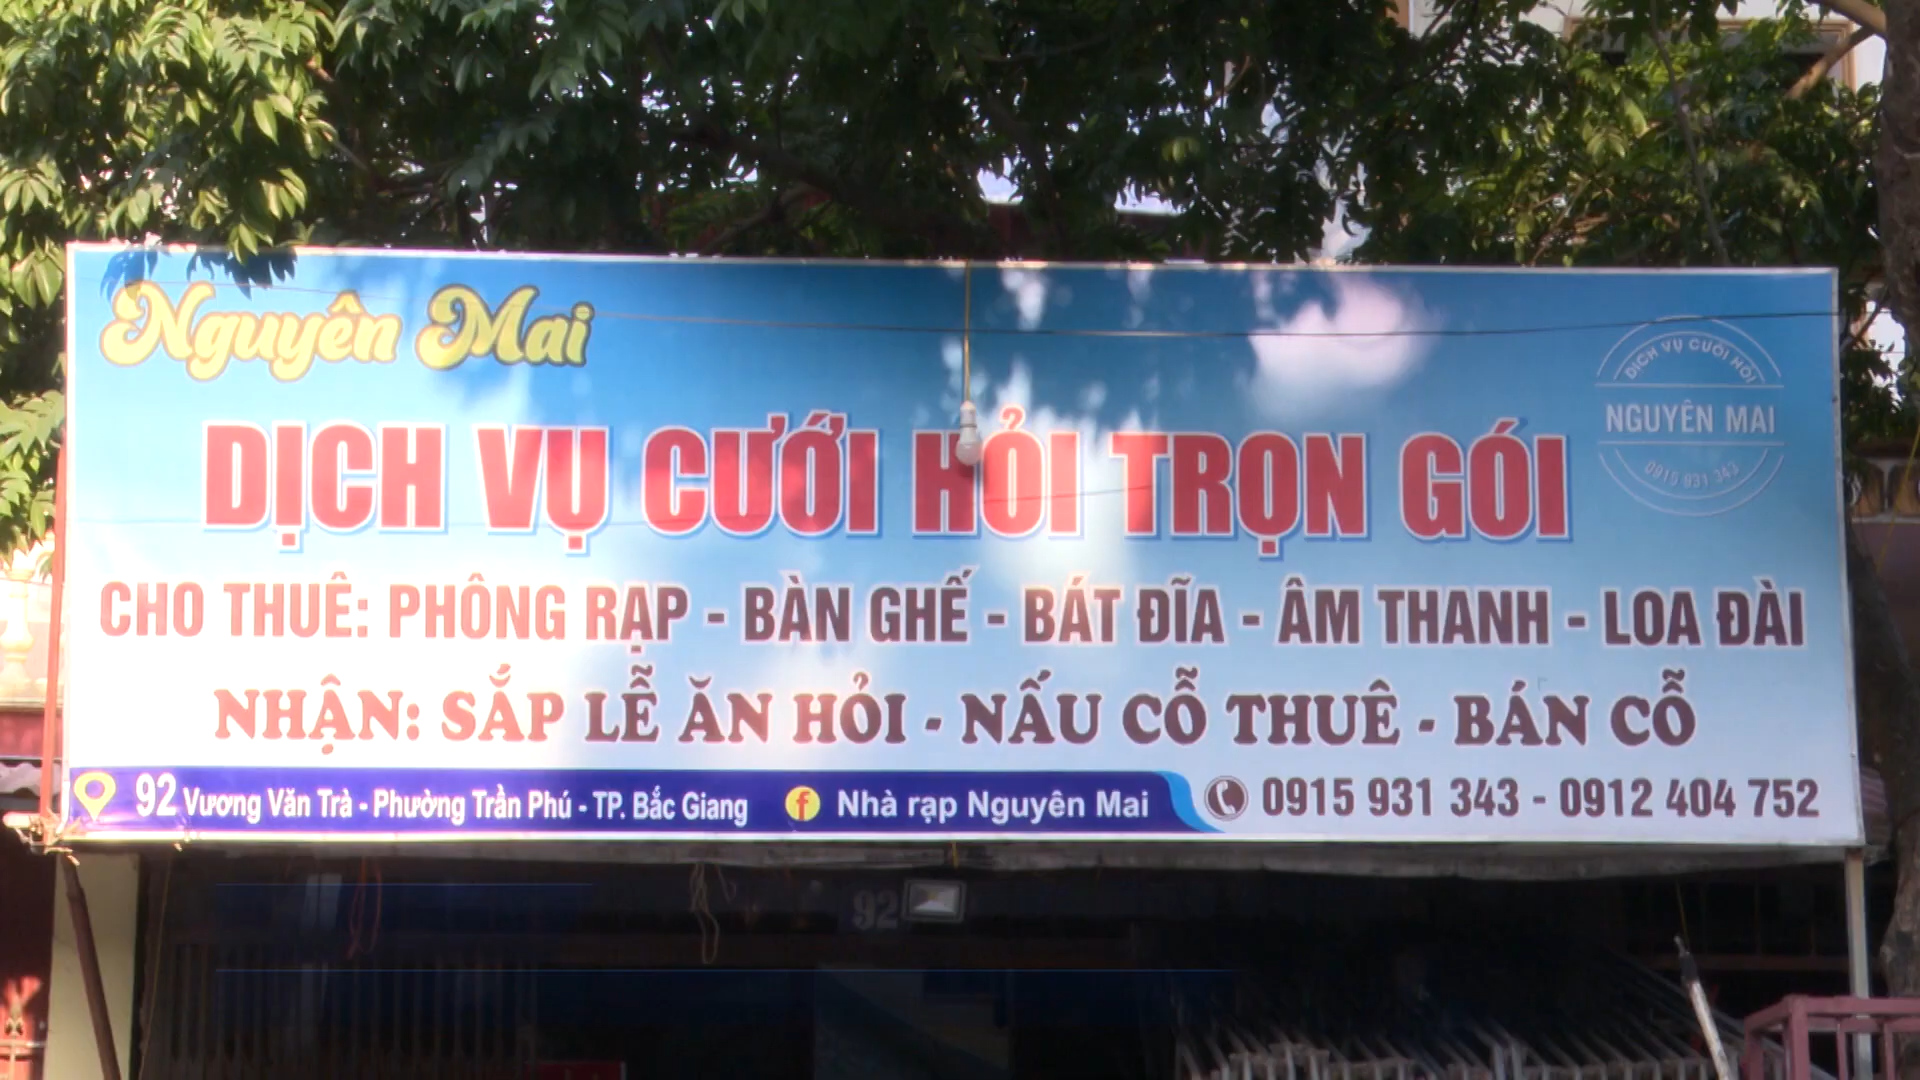 Nguyên Mai
DỊCH VỤ CƯỚI HỎI
NGUYÊN MAI
0915 931 343
DỊCH VỤ CƯỚI HỎI TRỌN GÓI
CHO THUÊ: PHÔNG RẠP - BÀN GHẾ - BÁT ĐĨA - ÂM THANH - LOA ĐÀI
NHẬN: SẮP LỄ ĂN HỎI - NẤU CỖ THUÊ - BÁN CỖ
92 Vương Văn Trà - Phường Trần Phú - TP. Bắc Giang
f Nhà rạp Nguyên Mai
0915 931 343 - 0912 404 752
92